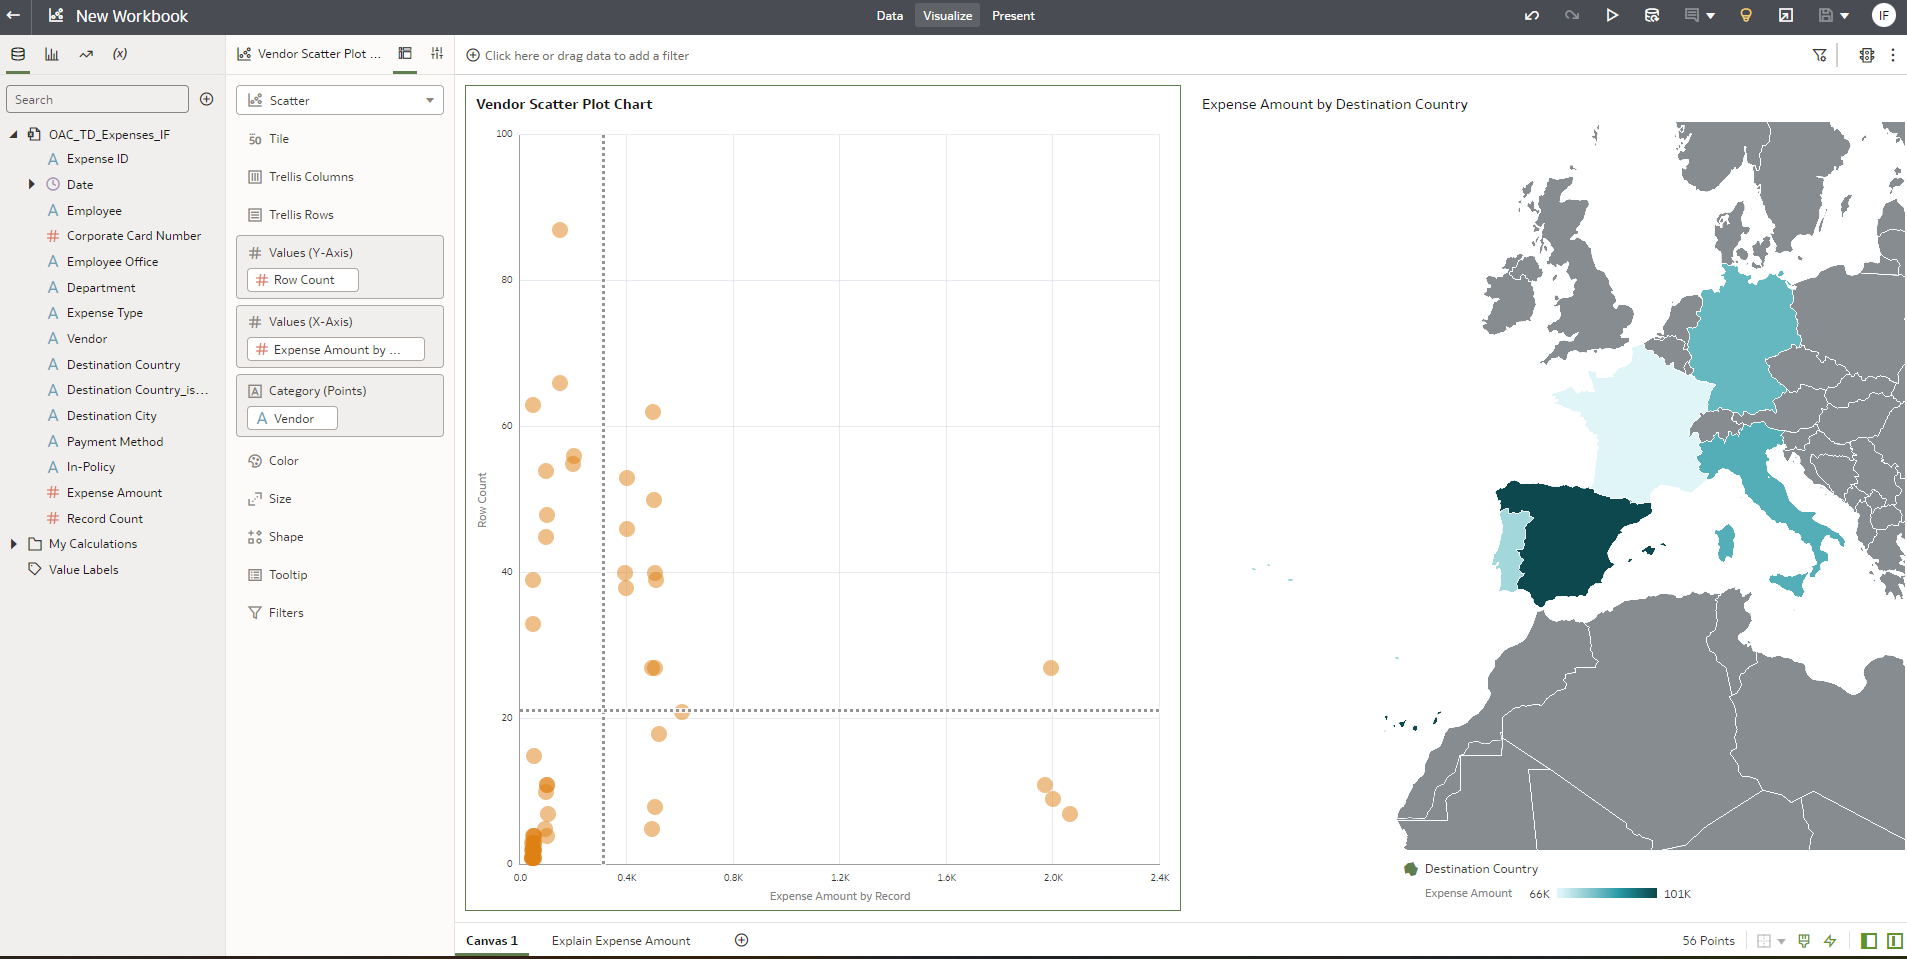 New Workbook
Data Visualize Present
IF
(x)
Vendor Scatter Plot ...
Click here or drag data to add a filter
Search
OAC_TD_Expenses_IF
A Expense ID
Date
A Employee
# Corporate Card Number
A Employee Office
A Department
A Expense Type
A Vendor
A Destination Country
A Destination Country_is...
A Destination City
A Payment Method
A In-Policy
# Expense Amount
# Record Count
My Calculations
Value Labels
Scatter
50 Tile
Trellis Columns
Trellis Rows
# Values (Y-Axis)
# Row Count
# Values (X-Axis)
# Expense Amount by ...
A Category (Points)
A Vendor
Color
Size
Shape
Tooltip
Filters
Vendor Scatter Plot Chart
100
80
60
40
20
0
Row Count
0.0 0.4K 0.8K 1.2K 1.6K 2.0K 2.4K
Expense Amount by Record
Expense Amount by Destination Country
Destination Country
Expense Amount 66K 101K
Canvas 1 Explain Expense Amount
56 Points